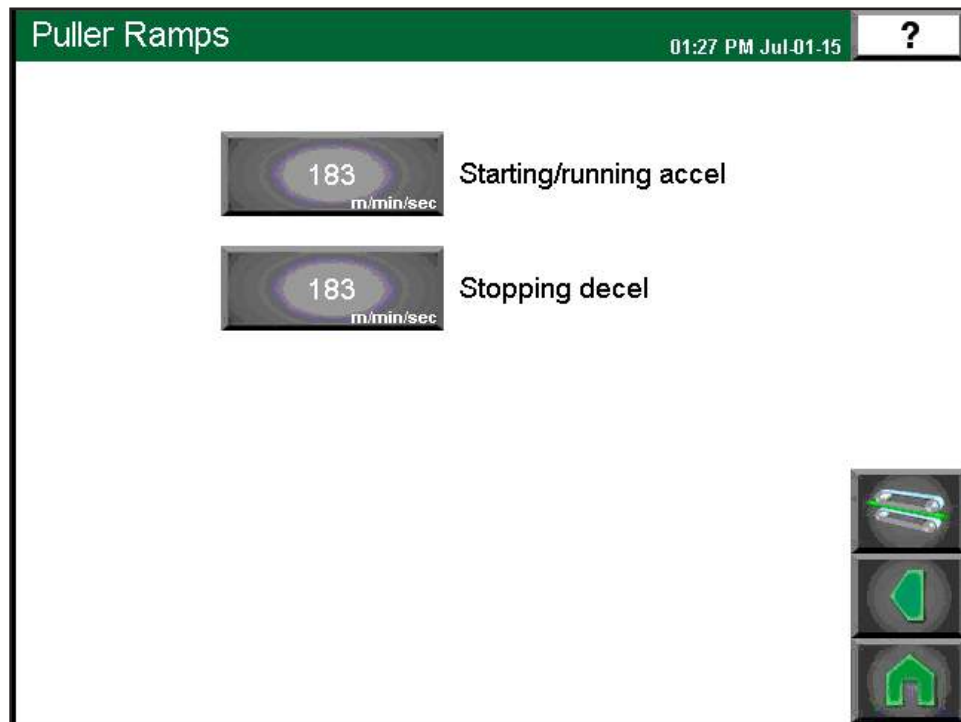 Puller Ramps
01:27 PM Jul-01-15
?
183
m/min/sec
Starting/running accel
183
m/min/sec
Stopping decel